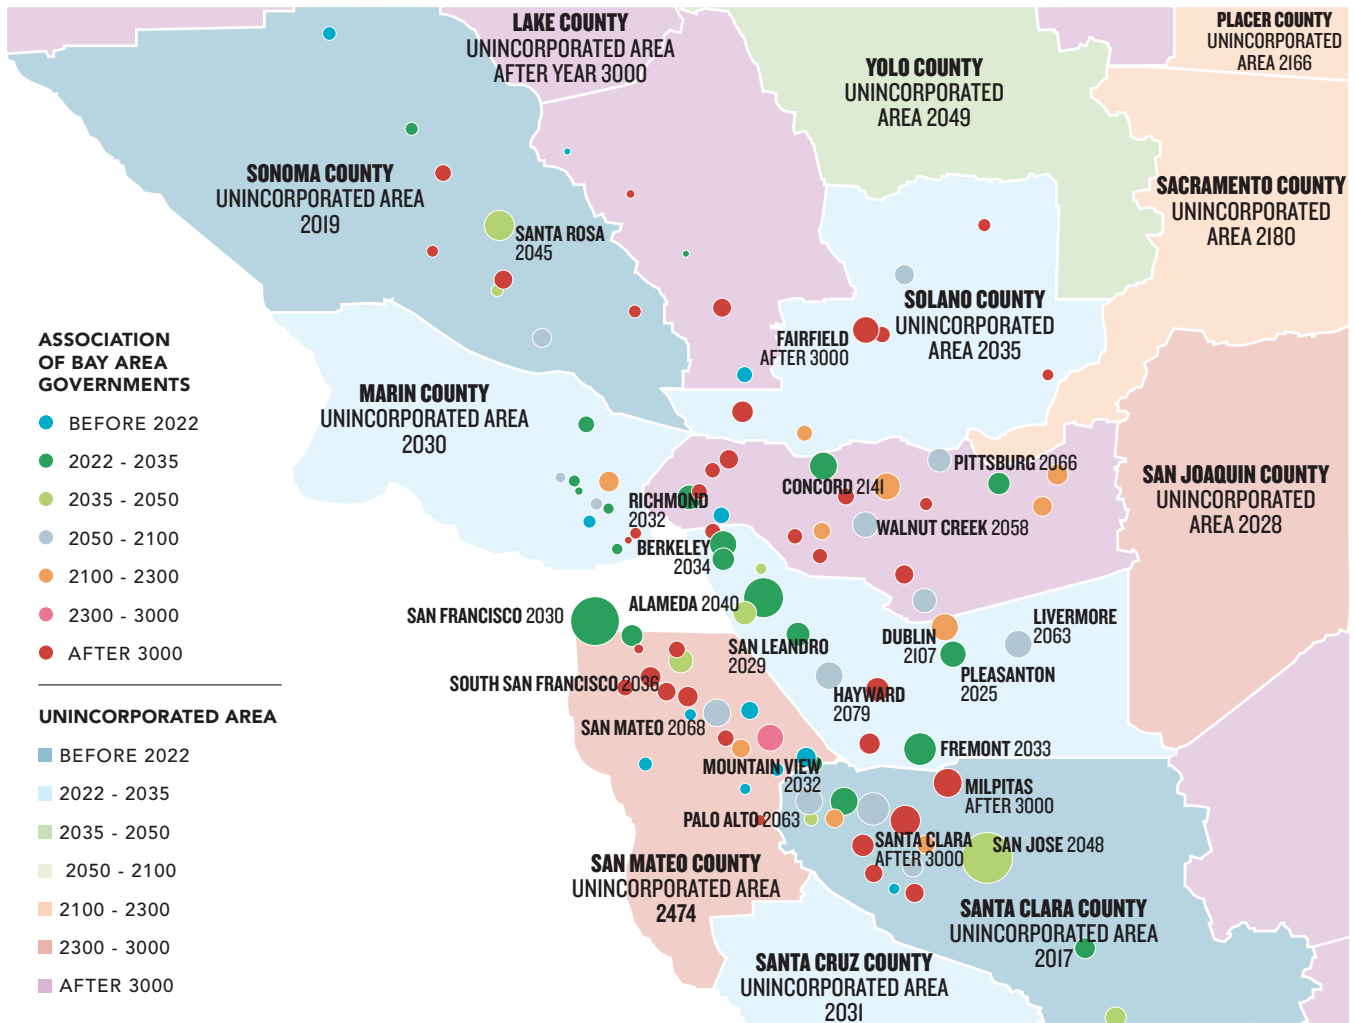 LAKE COUNTY
UNINCORPORATED AREA
AFTER YEAR 3000
PLACER COUNTY
UNINCORPORATED
AREA 2166
YOLO COUNTY
UNINCORPORATED
AREA 2049
SONOMA COUNTY
UNINCORPORATED AREA
2019
SACRAMENTO COUNTY
UNINCORPORATED
AREA 2180
SANTA ROSA
2045
SOLANO COUNTY
UNINCORPORATED
AREA 2035
FAIRFIELD
AFTER 3000
MARIN COUNTY
UNINCORPORATED AREA
2030
ASSOCIATION
OF BAY AREA
GOVERNMENTS
BEFORE 2022
2022 - 2035
2035 - 2050
2050 - 2100
2100 - 2300
2300 - 3000
AFTER 3000
UNINCORPORATED AREA
BEFORE 2022
2022 - 2035
2035 - 2050
2050 - 2100
2100 - 2300
2300 - 3000
AFTER 3000
PITTSBURG 2066
CONCORD 2141
SAN JOAQUIN COUNTY
UNINCORPORATED
AREA 2028
RICHMOND
2032
WALNUT CREEK 2058
BERKELEY
2034
ALAMEDA 2040
SAN FRANCISCO 2030
SAN LEANDRO
2029
DUBLIN
2107
LIVERMORE
2063
PLEASANTON
2025
SOUTH SAN FRANCISCO 2036
HAYWARD
2079
SAN MATEO 2068
FREMONT 2033
MOUNTAIN VIEW
2032
MILPITAS
AFTER 3000
PALO ALTO 2063
SANTA CLARA
AFTER 3000
SAN JOSE 2048
SAN MATEO COUNTY
UNINCORPORATED AREA
2474
SANTA CLARA COUNTY
UNINCORPORATED AREA
2017
SANTA CRUZ COUNTY
UNINCORPORATED AREA
2031